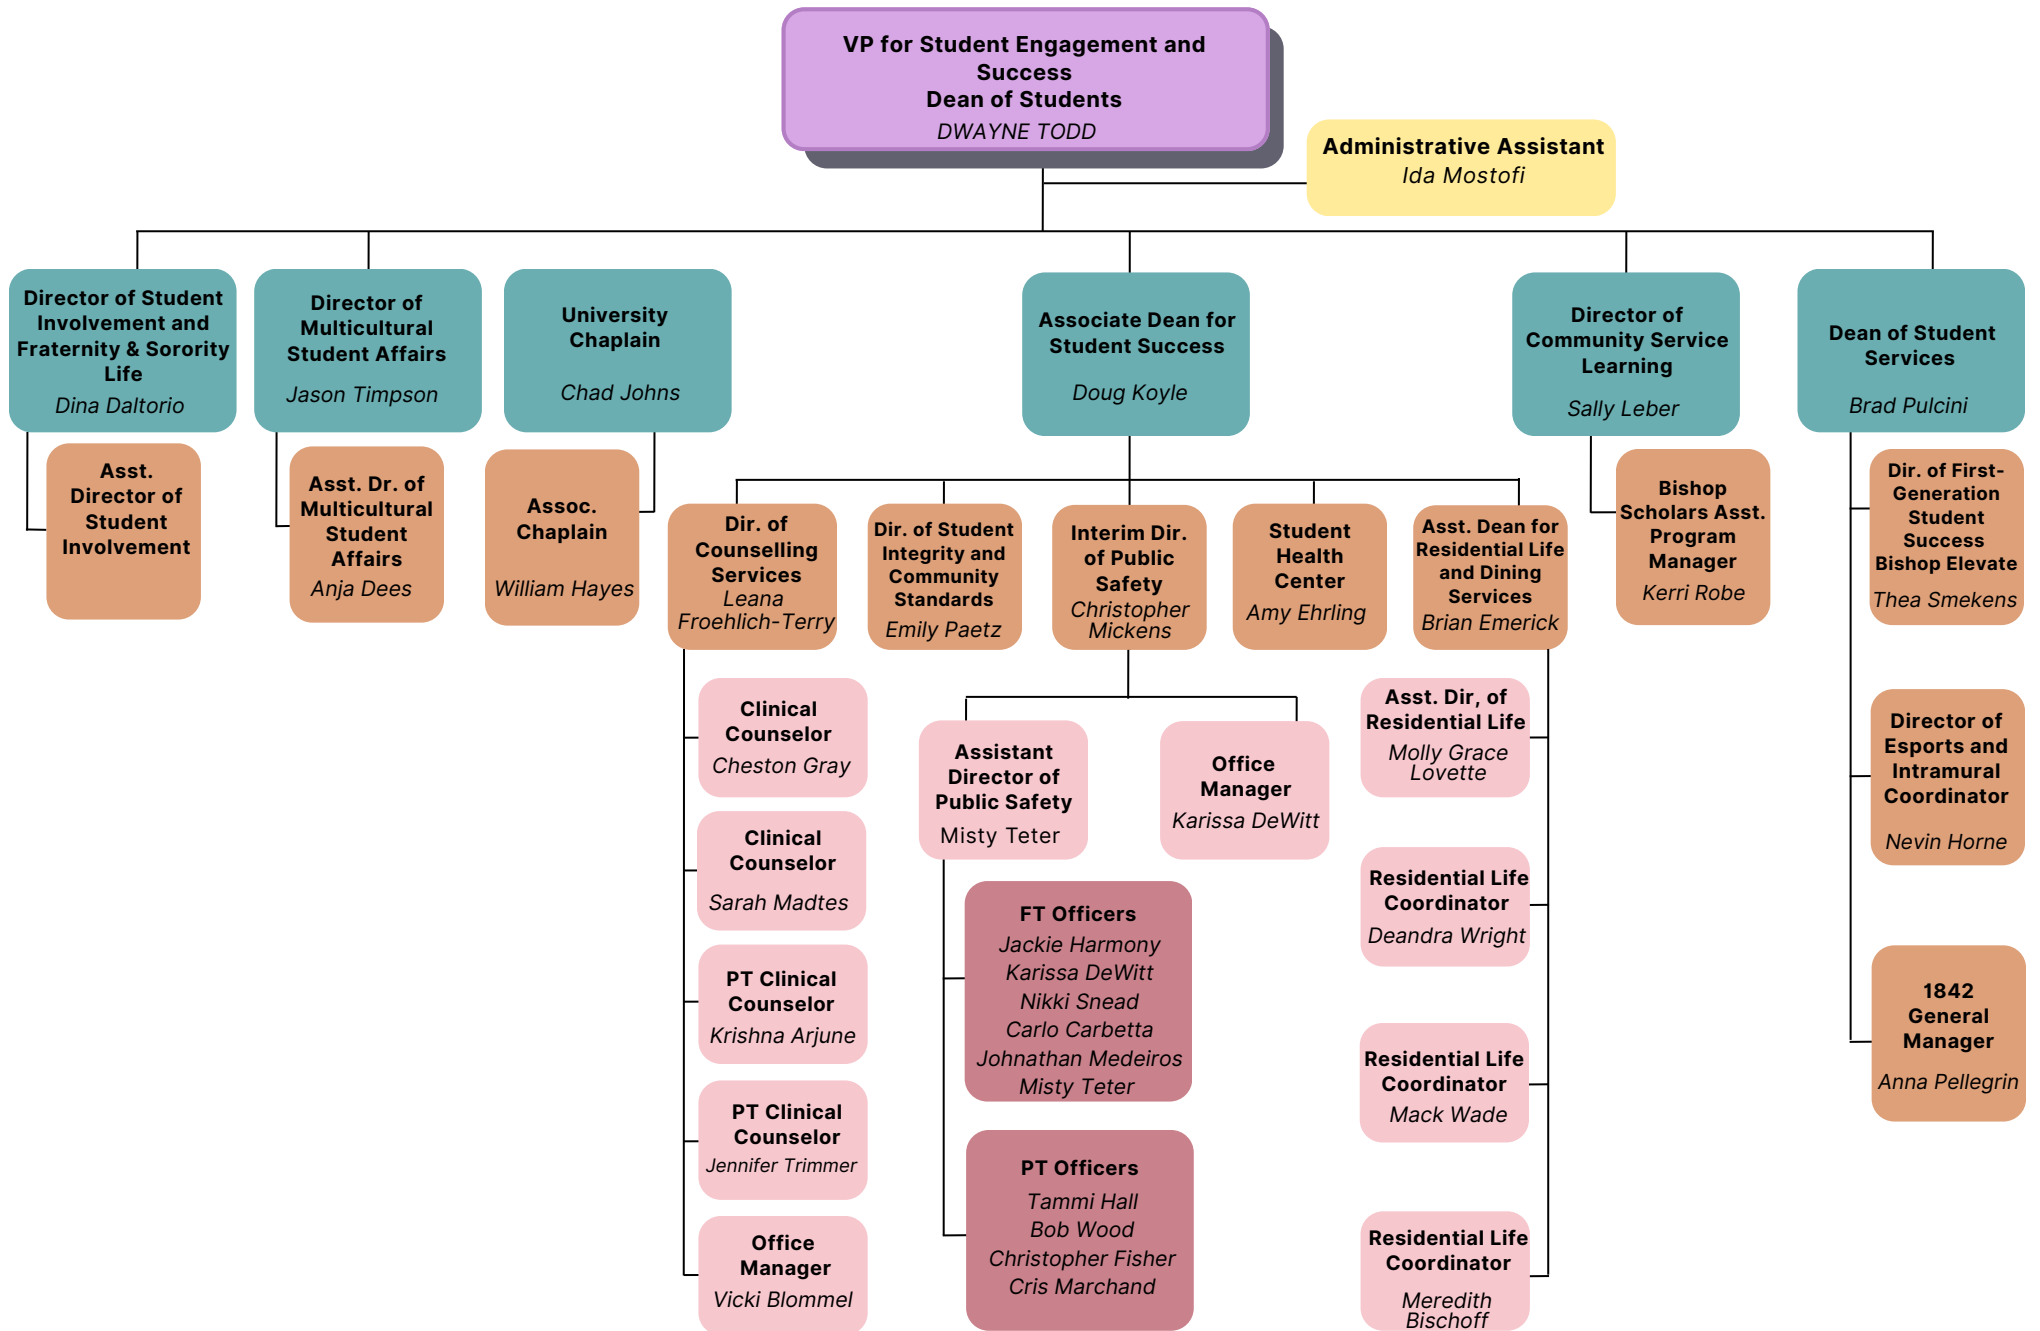 VP for Student Engagement and
Success
Dean of Students
DWAYNE TODD
Administrative Assistant
Ida Mostofi
Director of Student
Involvement and
Fraternity & Sorority
Life
Dina Daltorio
Director of
Multicultural
Student Affairs
Jason Timpson
University
Chaplain
Chad Johns
Associate Dean for
Student Success
Doug Koyle
Director of
Community Service
Learning
Sally Leber
Dean of Student
Services
Brad Pulcini
Asst.
Director of
Student
Involvement
Asst. Dr. of
Multicultural
Student
Affairs
Anja Dees
Assoc.
Chaplain
William Hayes
Dir. of
Counselling
Services
Leana
Froehlich-Terry
Dir. of Student
Integrity and
Community
Standards
Emily Paetz
Interim Dir.
of Public
Safety
Christopher
Mickens
Student
Health
Center
Amy Ehrling
Asst. Dean for
Residential Life
and Dining
Services
Brian Emerick
Bishop
Scholars Asst.
Program
Manager
Kerri Robe
Dir. of First-
Generation
Student
Success
Bishop Elevate
Thea Smekens
Clinical
Counselor
Cheston Gray
Clinical
Counselor
Sarah Madtes
PT Clinical
Counselor
Krishna Arjune
PT Clinical
Counselor
Jennifer Trimmer
Office
Manager
Vicki Blommel
Assistant
Director of
Public Safety
Misty Teter
Office
Manager
Karissa DeWitt
FT Officers
Jackie Harmony
Karissa DeWitt
Nikki Snead
Carlo Carbetta
Johnathan Medeiros
Misty Teter
PT Officers
Tammi Hall
Bob Wood
Christopher Fisher
Cris Marchand
Asst. Dir, of
Residential Life
Molly Grace
Lovette
Residential Life
Coordinator
Deandra Wright
Residential Life
Coordinator
Mack Wade
Residential Life
Coordinator
Meredith
Bischoff
Director of
Esports and
Intramural
Coordinator
Nevin Horne
1842
General
Manager
Anna Pellegrin